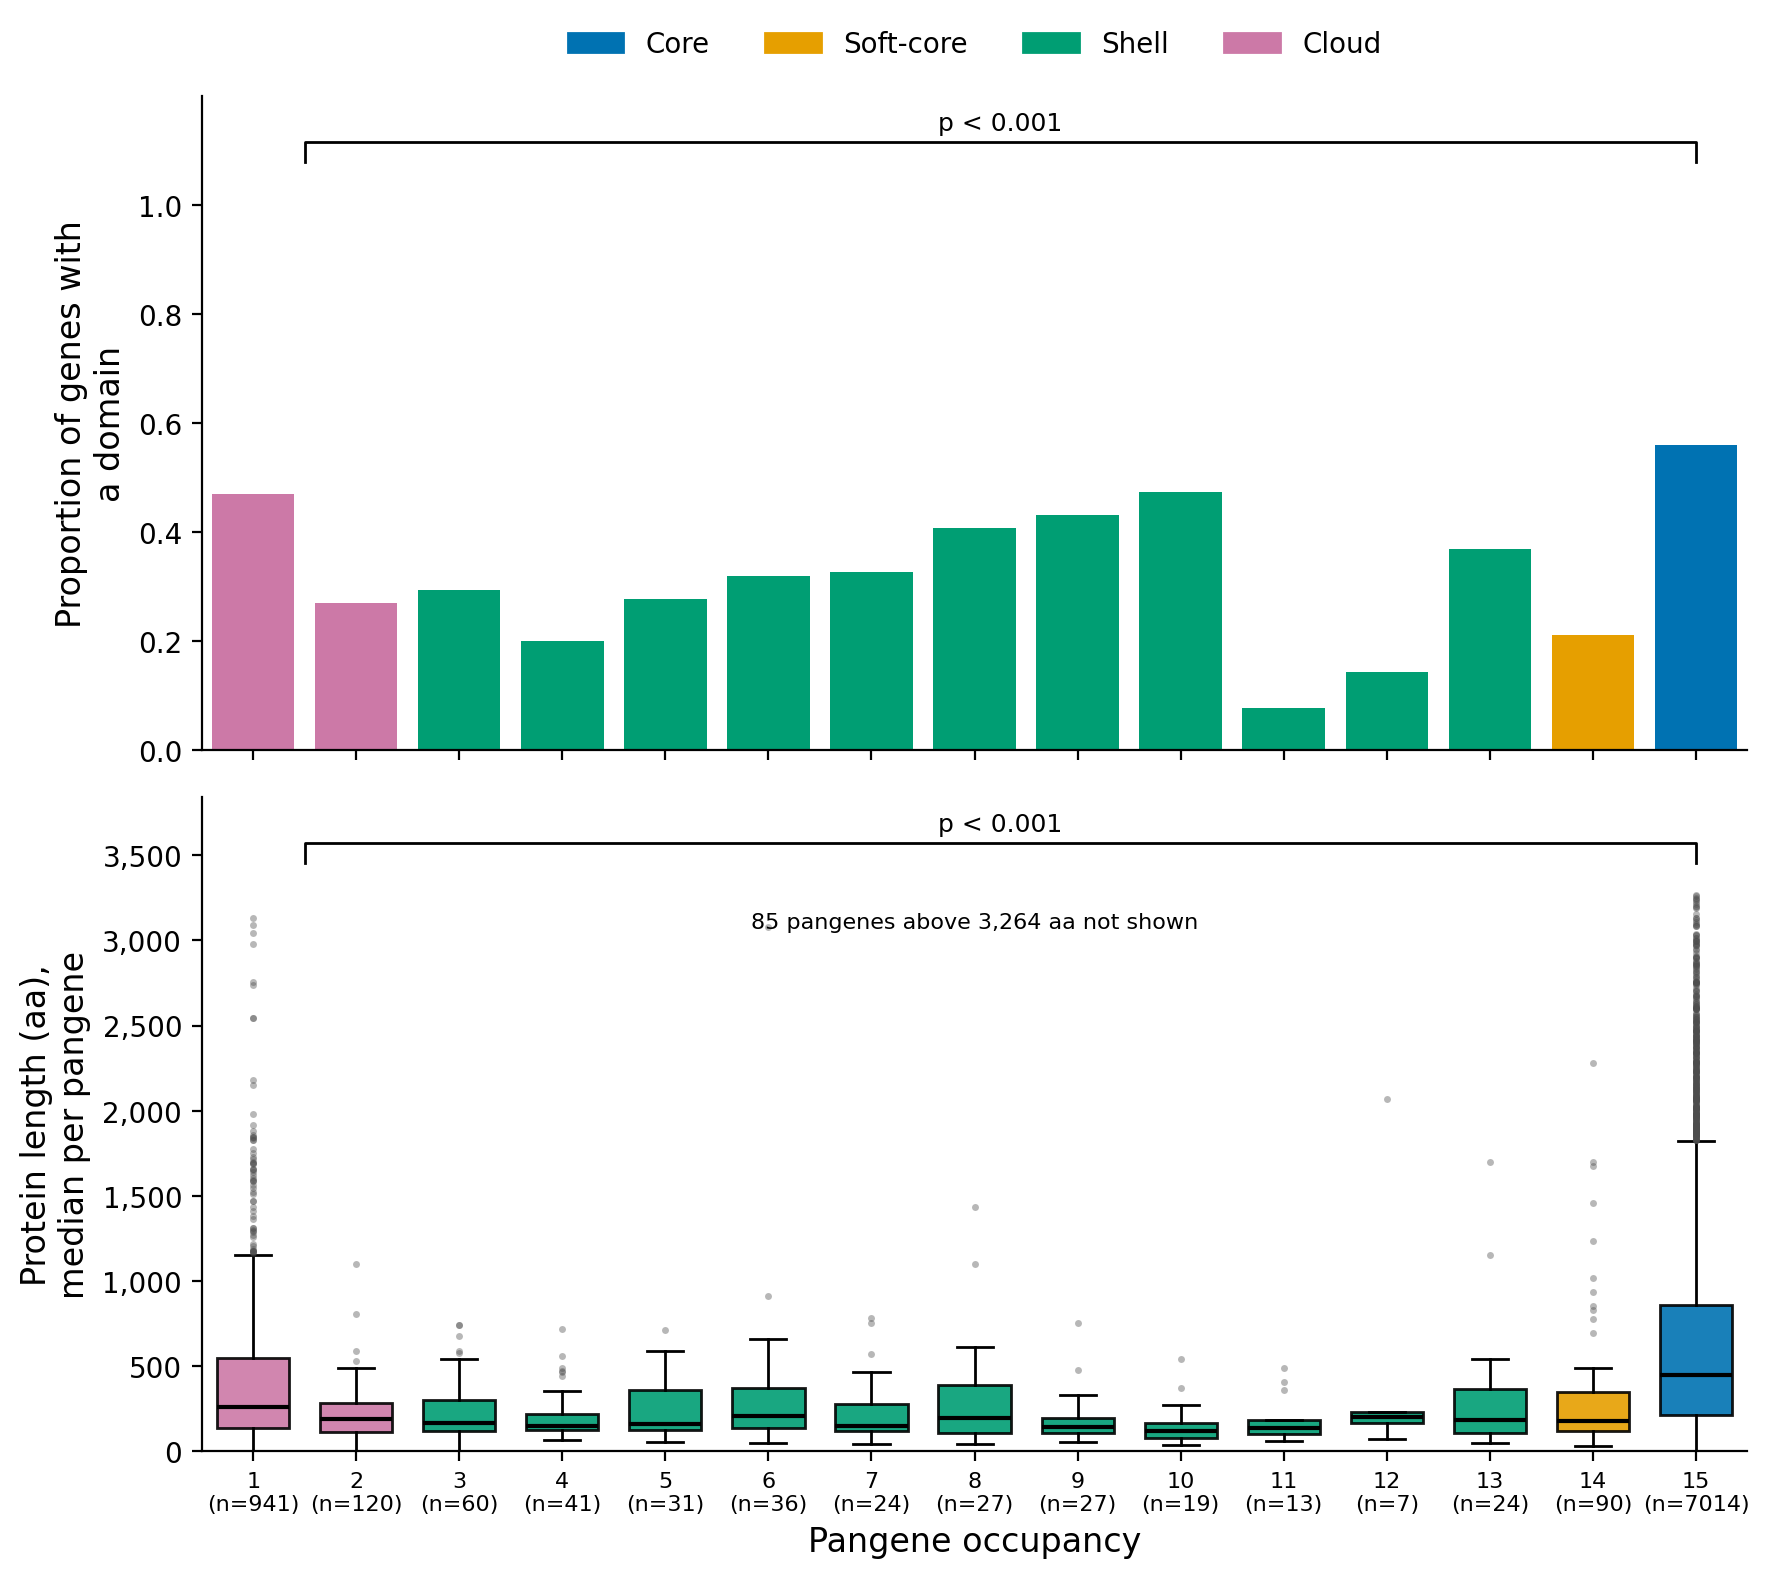 Core Soft-core Shell Cloud
p < 0.001
Proportion of genes with
a domain
1.0
0.8
0.6
0.4
0.2
0.0
p < 0.001
85 pangenes above 3,264 aa not shown
Protein length (aa),
median per pangene
3,500
3,000
2,500
2,000
1,500
1,000
500
0
1 2 3 4 5 6 7 8 9 10 11 12 13 14 15
(n=941) (n=120) (n=60) (n=41) (n=31) (n=36) (n=24) (n=27) (n=27) (n=19) (n=13) (n=7) (n=24) (n=90) (n=7014)
Pangene occupancy